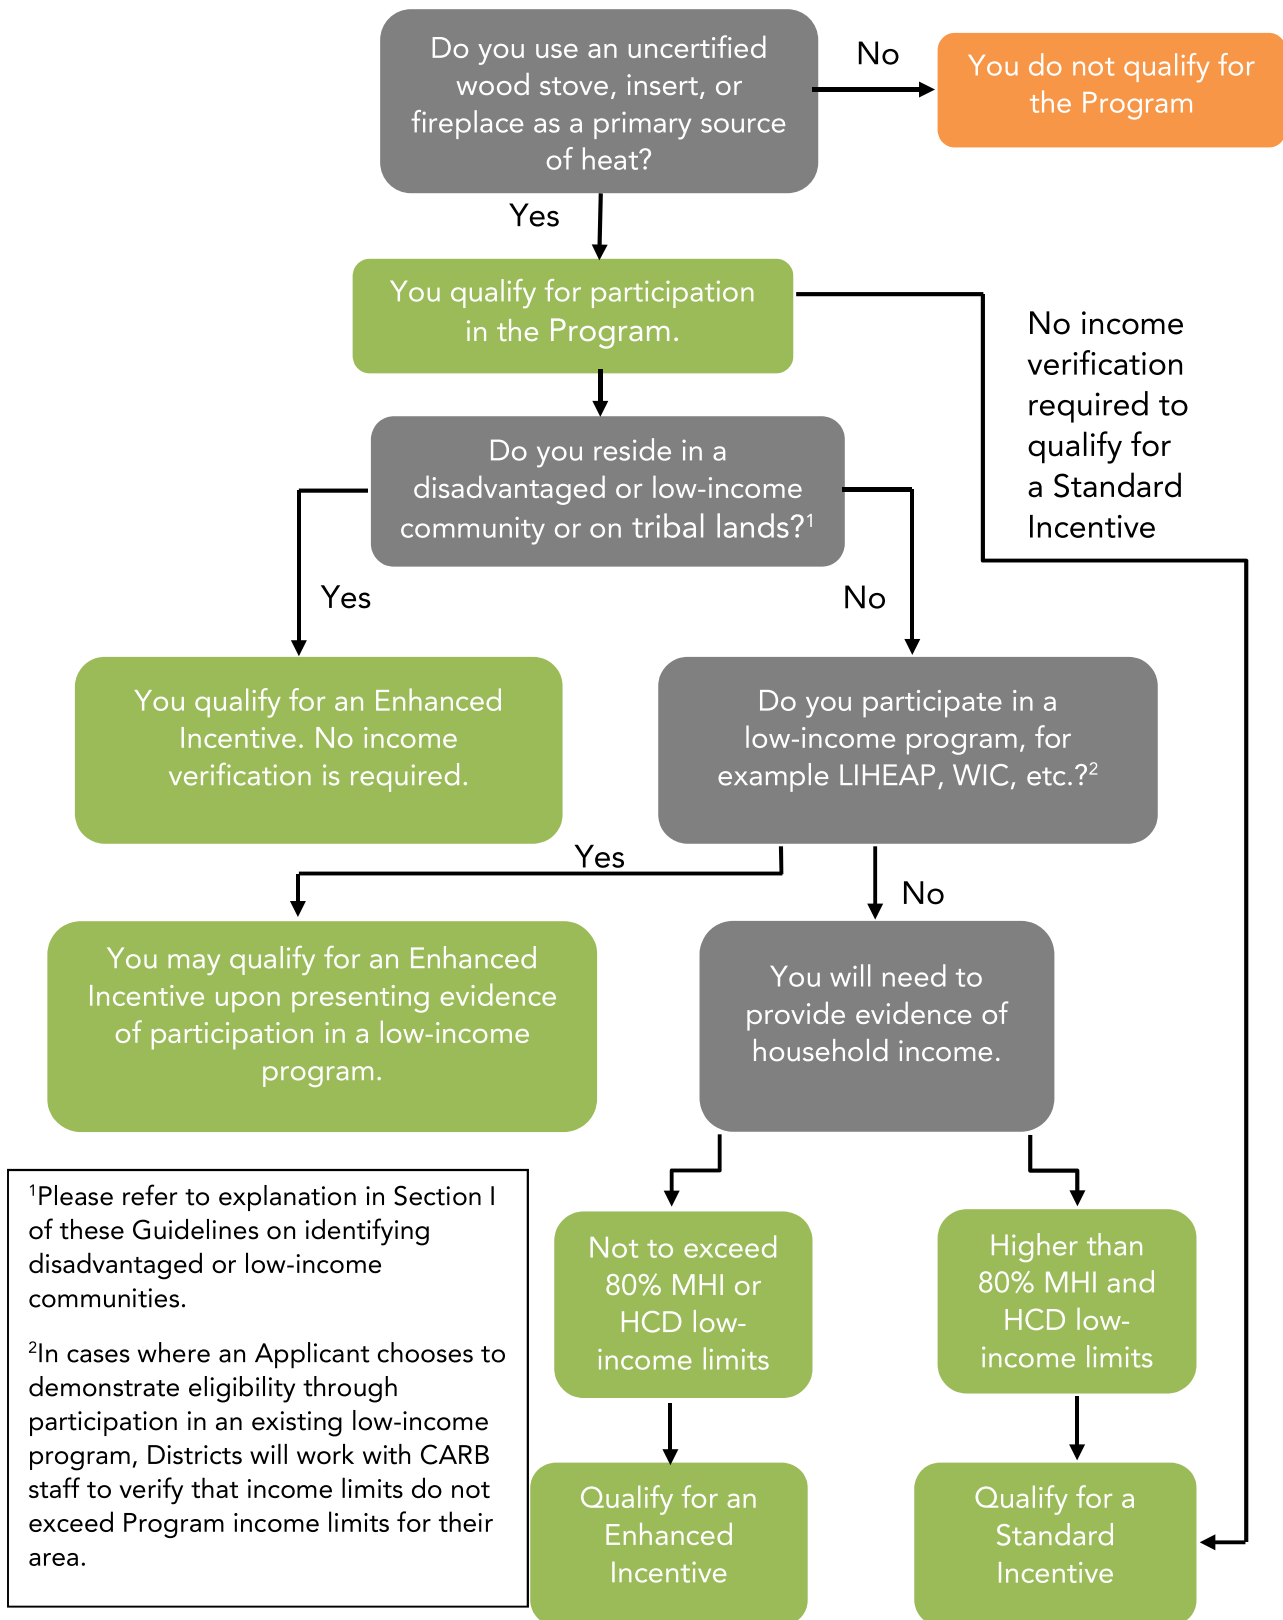 Do you use an uncertified
wood stove, insert, or
fireplace as a primary source
of heat?
No
You do not qualify for
the Program
Yes
You qualify for participation
in the Program.
No income
verification
required to
qualify for
a Standard
Incentive
Do you reside in a
disadvantaged or low-income
community or on tribal lands?¹
Yes
No
You qualify for an Enhanced
Incentive. No income
verification is required.
Do you participate in a
low-income program, for
example LIHEAP, WIC, etc.?²
Yes
No
You may qualify for an Enhanced
Incentive upon presenting evidence
of participation in a low-income
program.
You will need to
provide evidence of
household income.
¹Please refer to explanation in Section I
of these Guidelines on identifying
disadvantaged or low-income
communities.
²In cases where an Applicant chooses to
demonstrate eligibility through
participation in an existing low-income
program, Districts will work with CARB
staff to verify that income limits do not
exceed Program income limits for their
area.
Not to exceed
80% MHI or
HCD low-
income limits
Higher than
80% MHI and
HCD low-
income limits
Qualify for an
Enhanced
Incentive
Qualify for a
Standard
Incentive